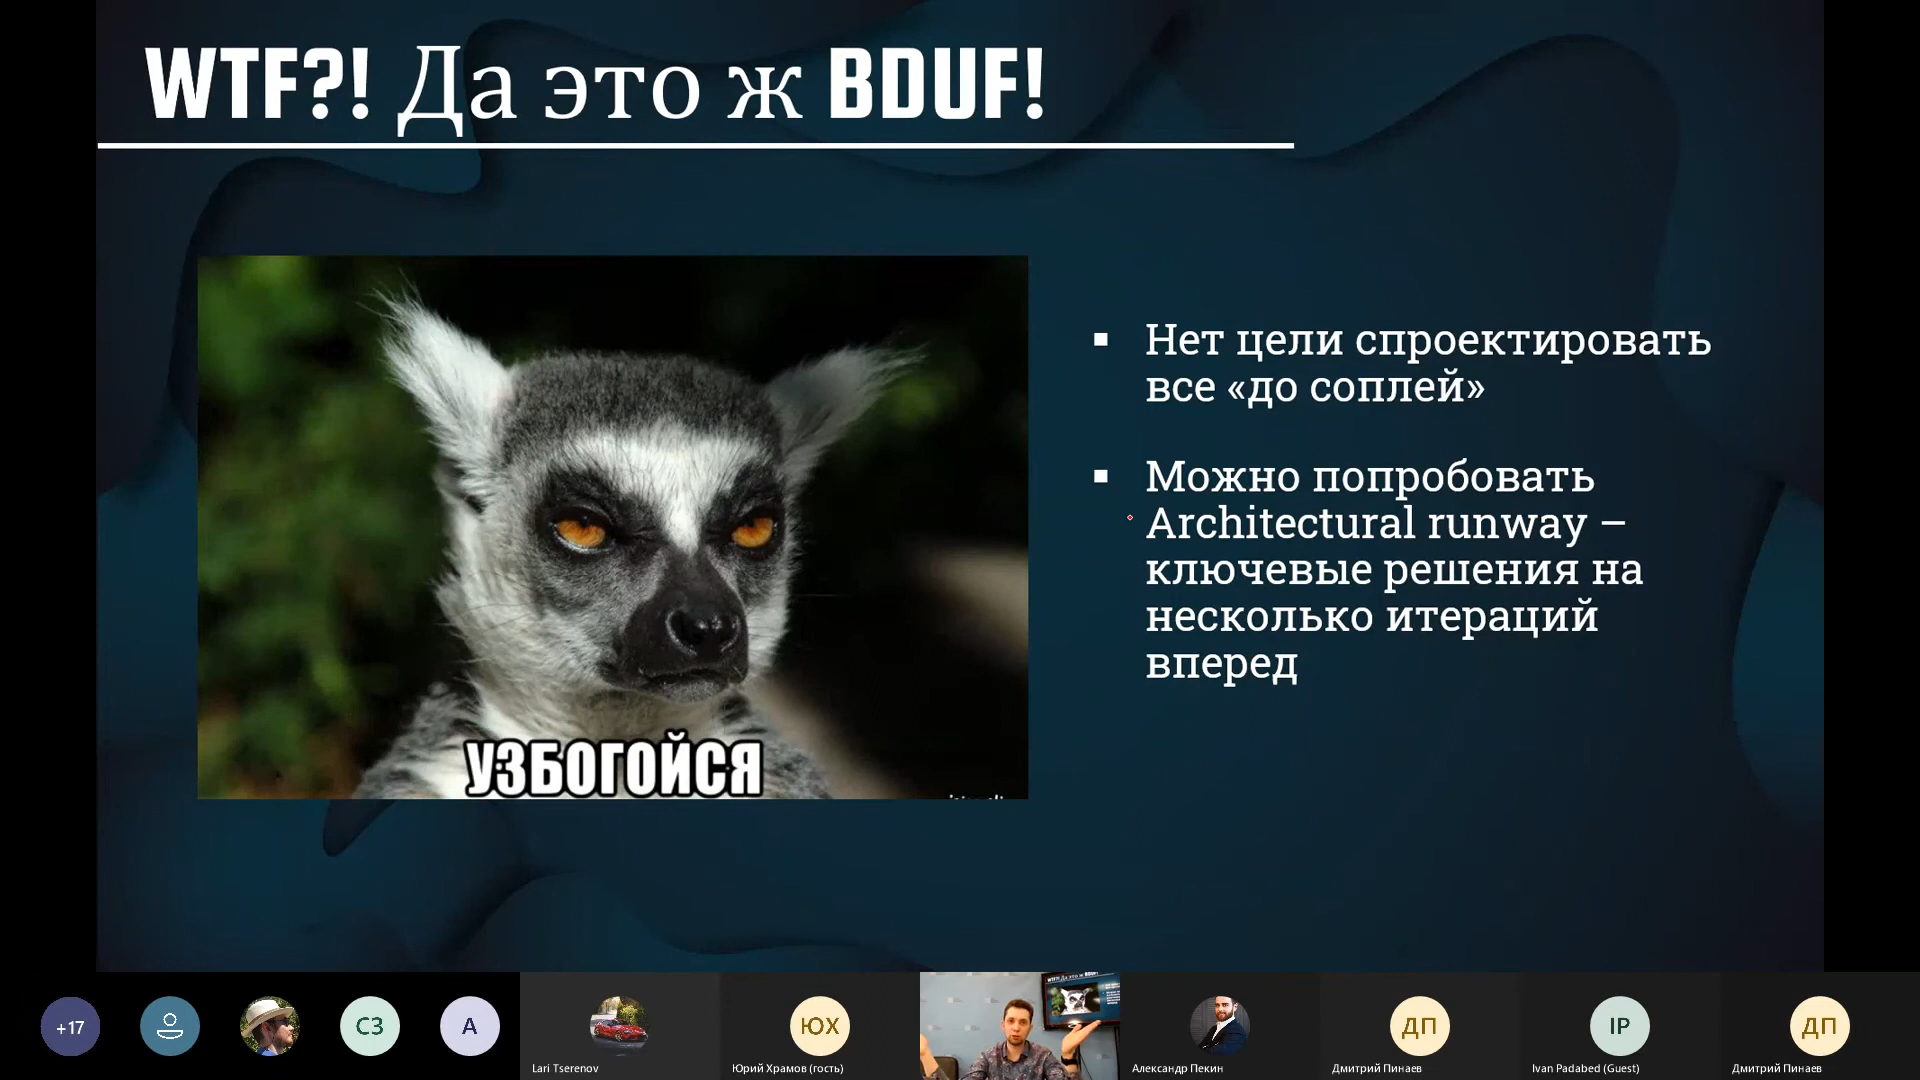 WTF?! Да это ж BDUF!
Нет цели спроектировать
все «до соплей»
Можно попробовать
Architectural runway –
ключевые решения на
несколько итераций
вперед
УЗБОГОЙСЯ
+17
СЗ
А
Lari Tserenov
ЮХ
Юрий Храмов (гость)
Александр Пекин
ДП
Дмитрий Пинаев
IP
Ivan Padabed (Guest)
ДП
Дмитрий Пинаев